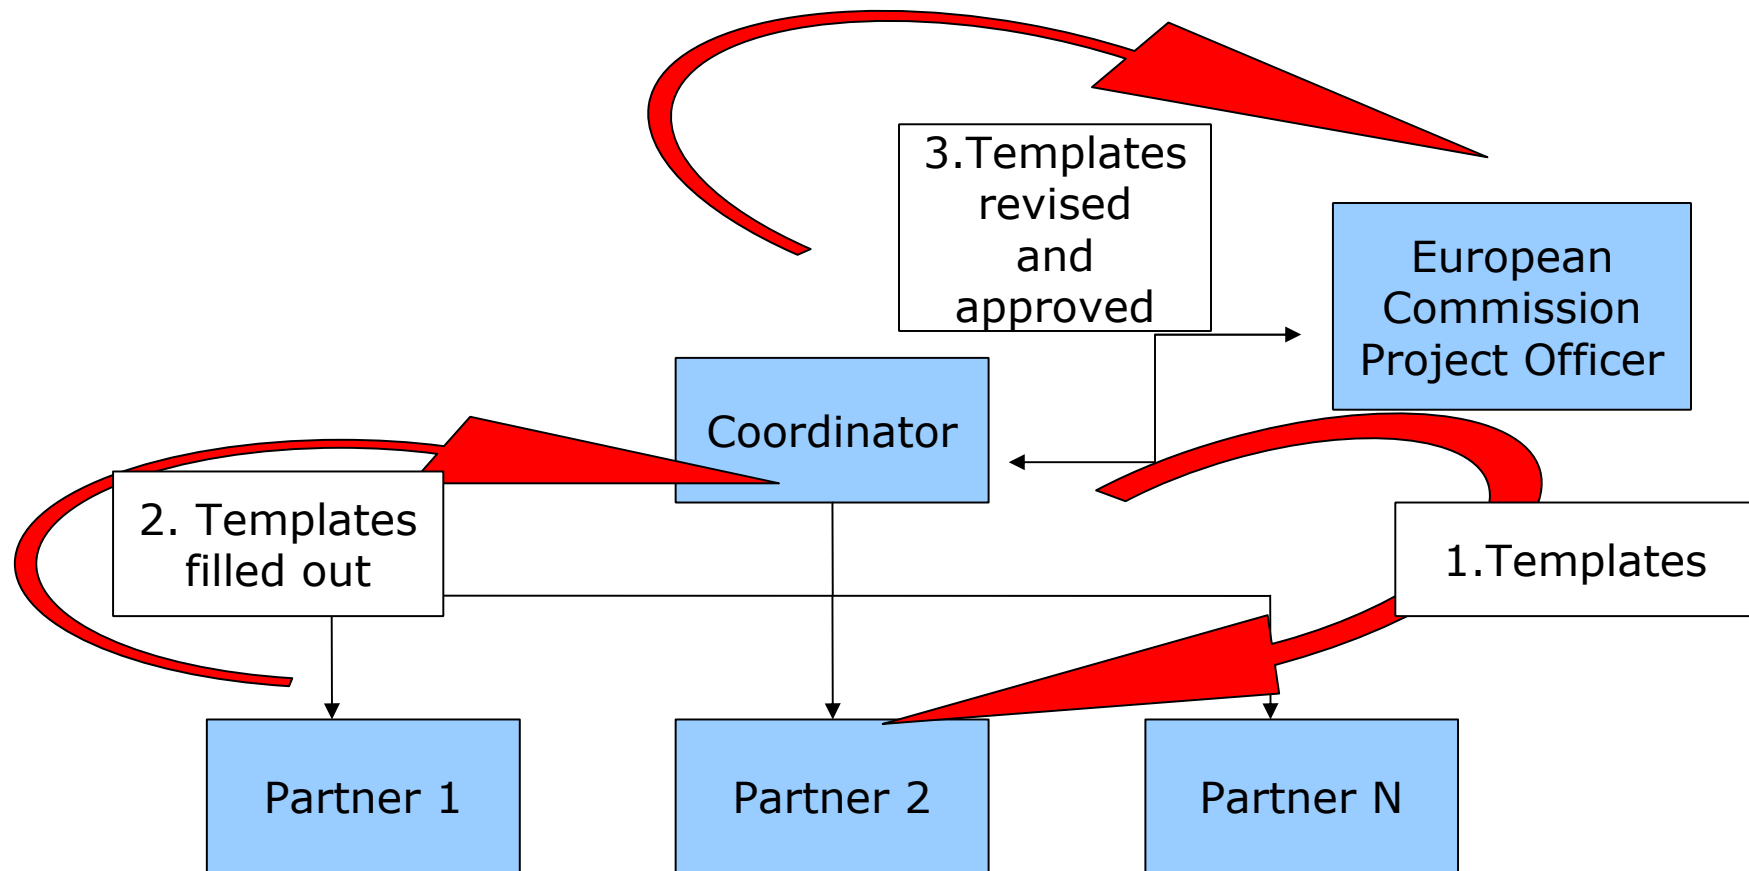 3.Templates
revised
and
approved
European
Commission
Project Officer
Coordinator
2. Templates
filled out
1.Templates
Partner 1
Partner 2
Partner N